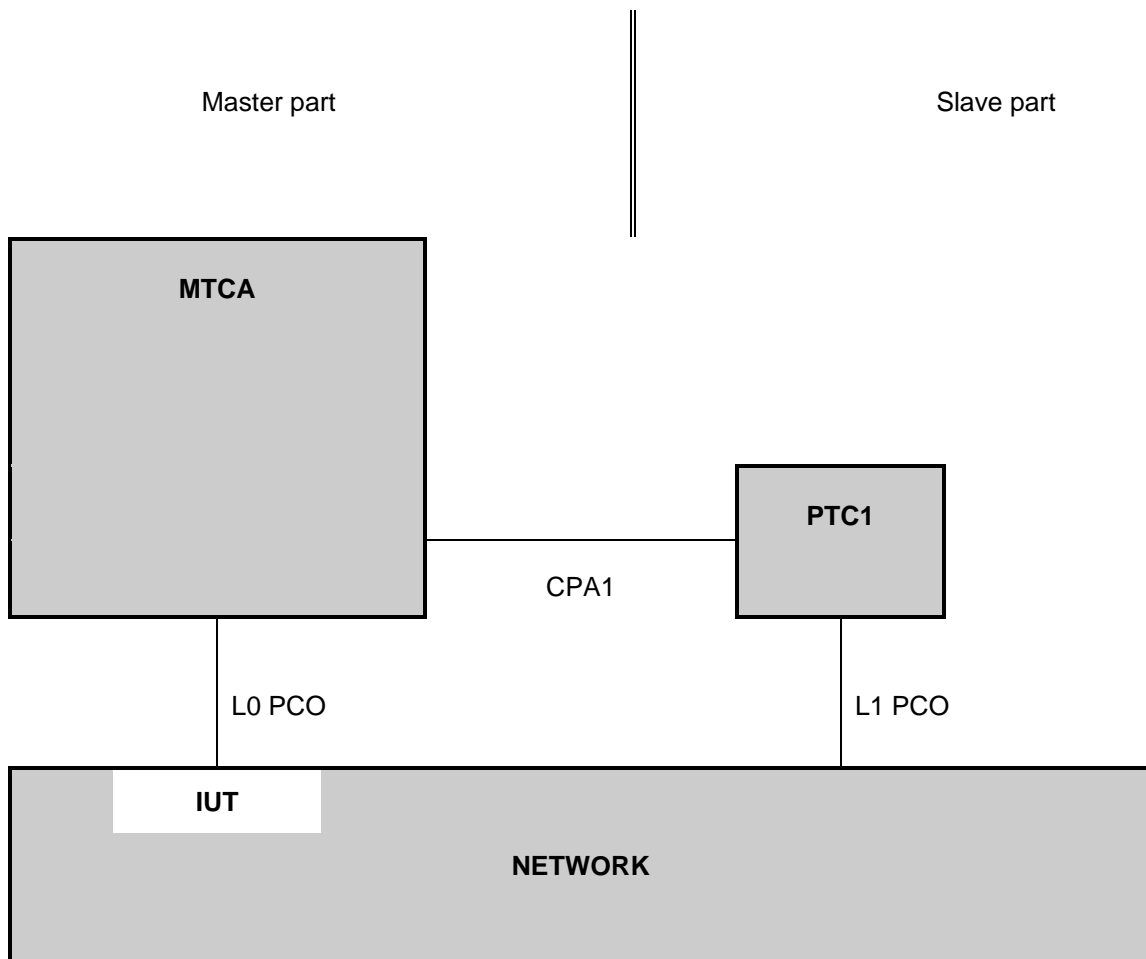 Master part
Slave part
MTCA
PTC1
CPA1
L0 PCO
L1 PCO
IUT
NETWORK